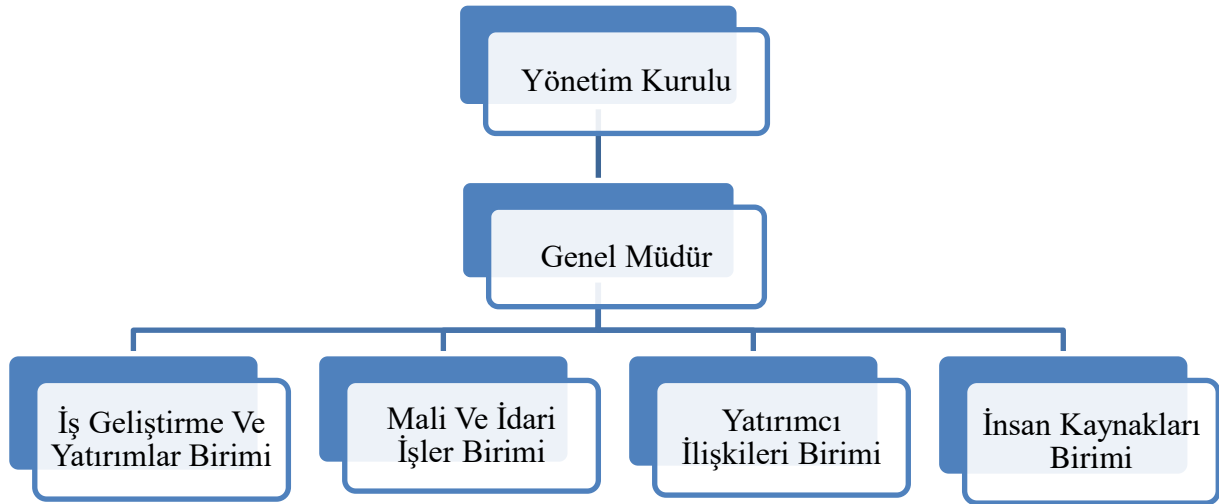 Yönetim Kurulu
Genel Müdür
İş Geliştirme Ve
Yatırımlar Birimi
Mali Ve İdari
İşler Birimi
Yatırımcı
İlişkileri Birimi
İnsan Kaynakları
Birimi